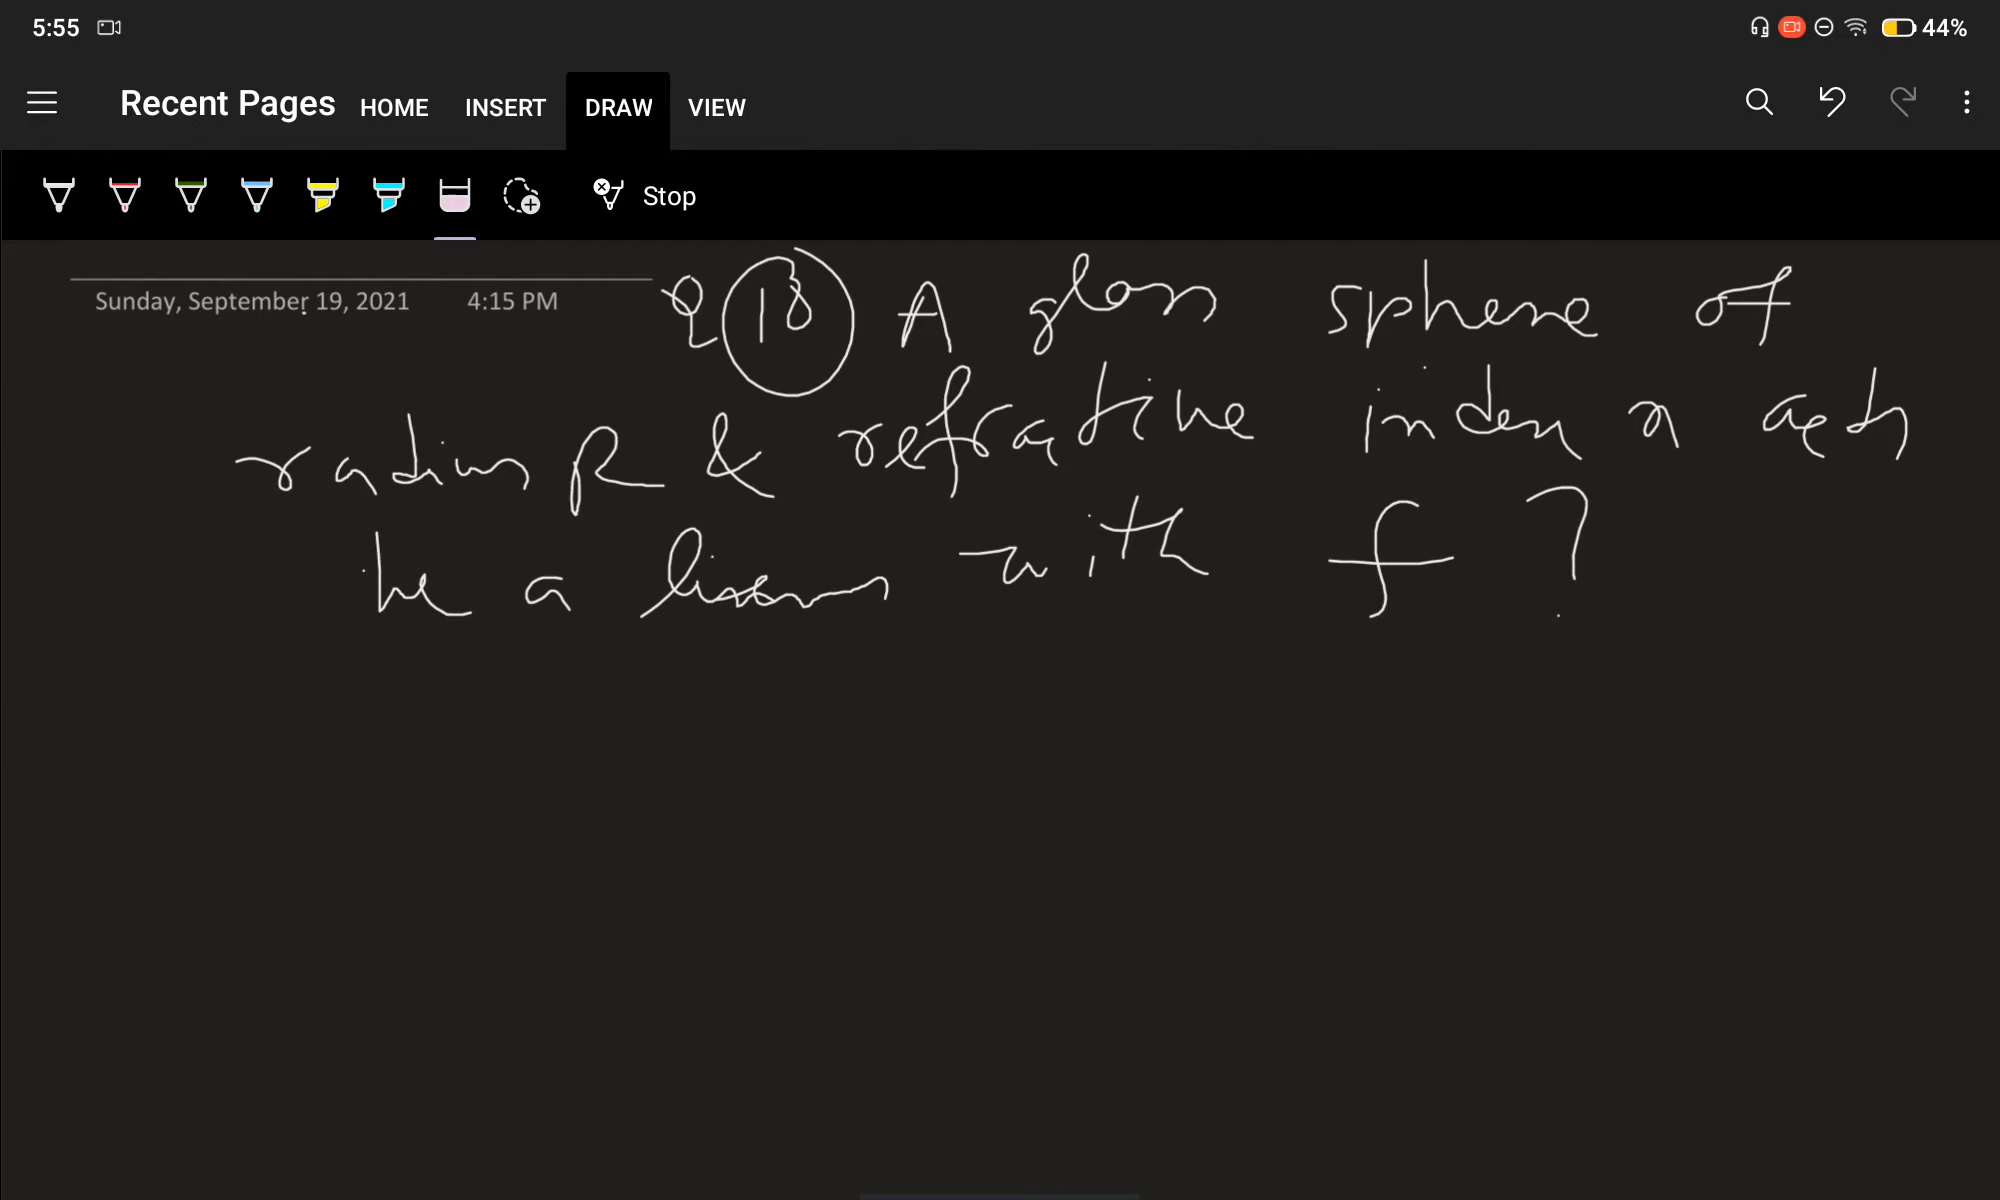 5:55 44%
Recent Pages HOME INSERT DRAW VIEW
Stop
Sunday, September 19, 2021 4:15 PM
Q 18 A glass sphere of
radius R & refractive index n acts
like a lens with f ?